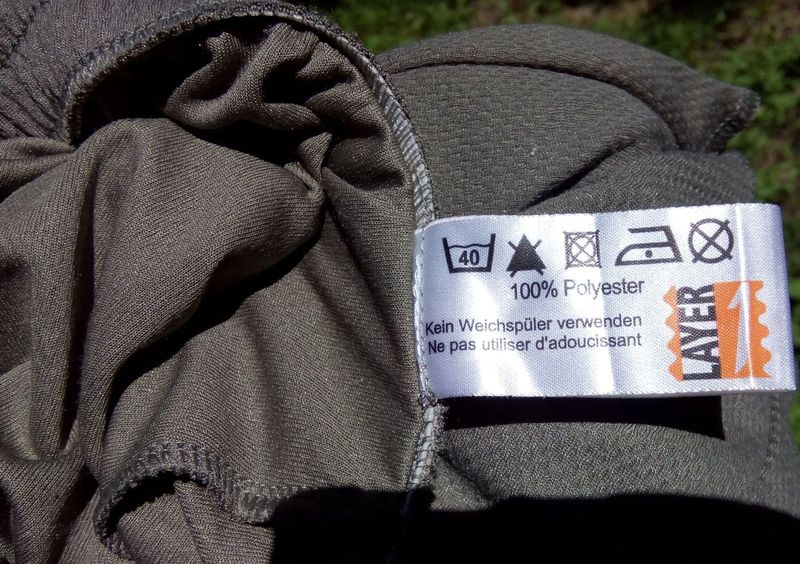 40
100% Polyester
Kein Weichspüler verwenden
Ne pas utiliser d'adoucissant
LAYER 1